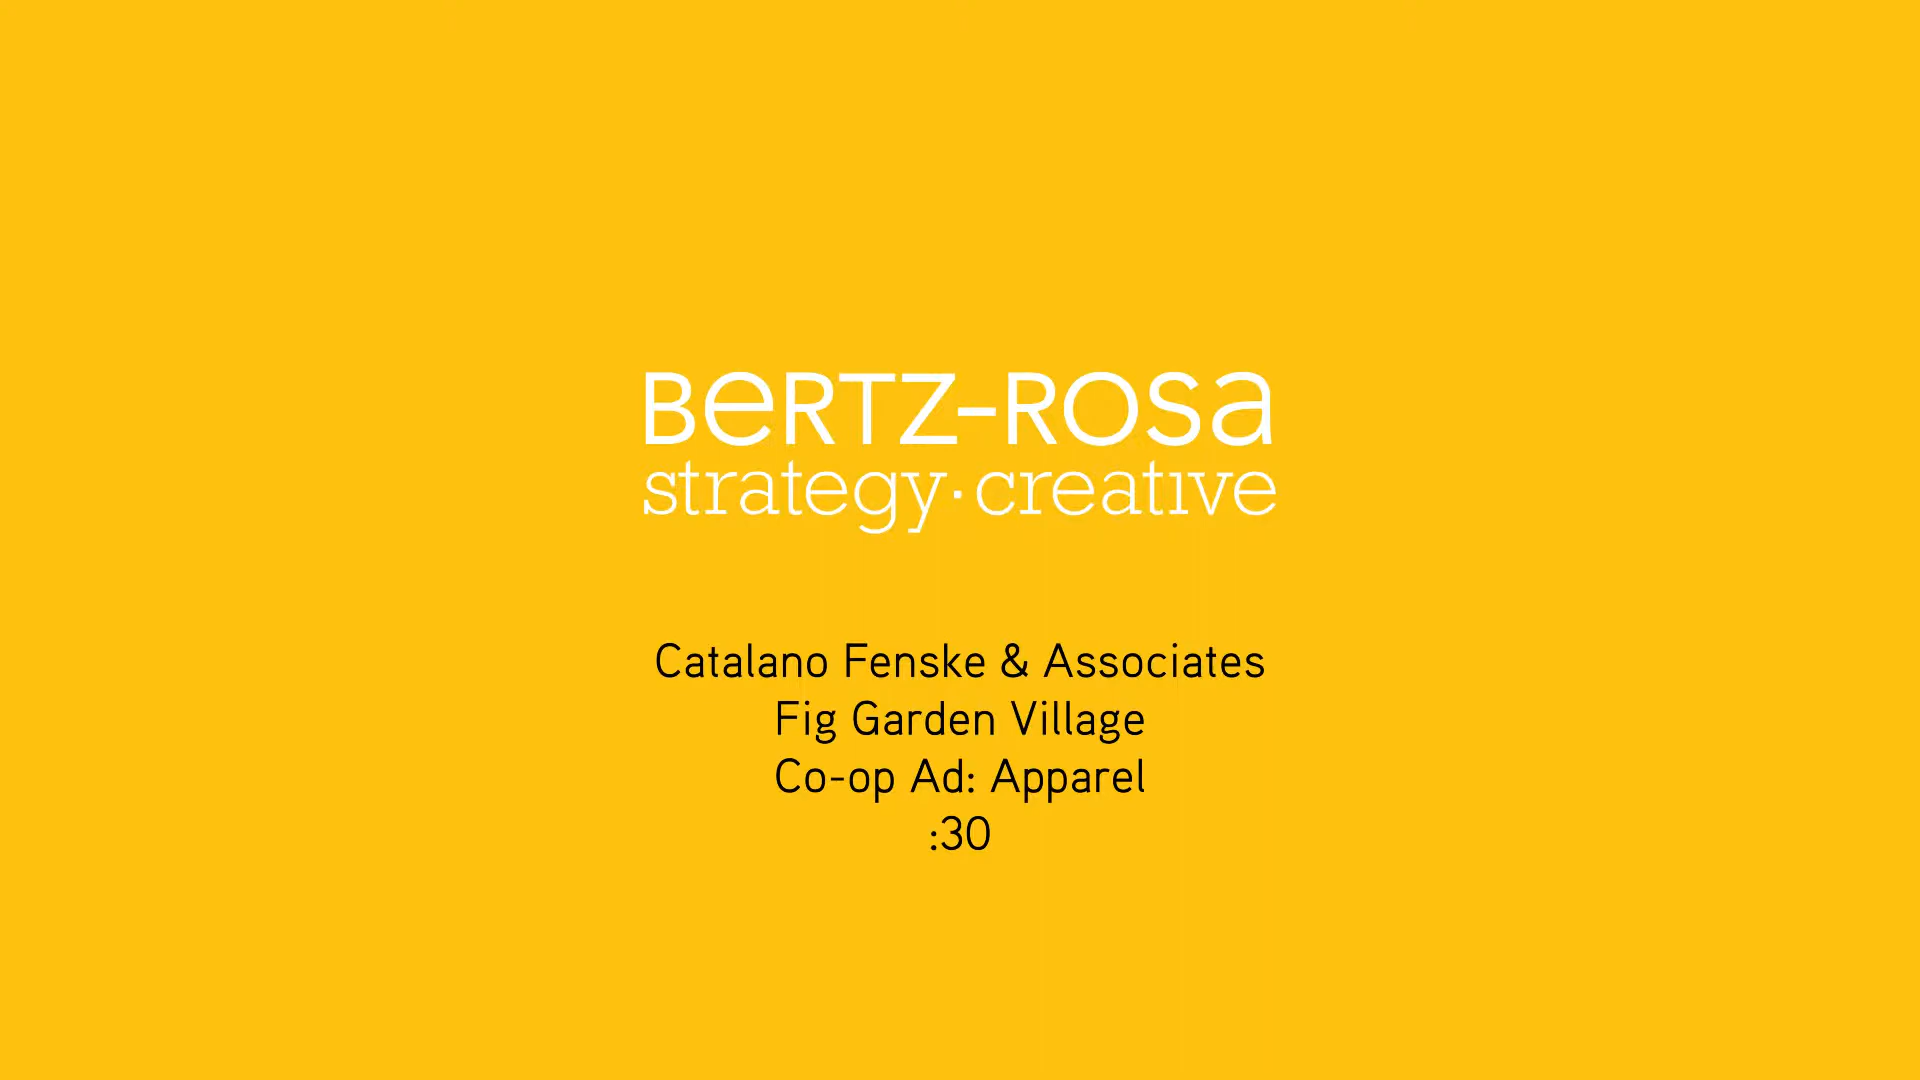 BeRTZ-ROSa
strategy·creative
Catalano Fenske & Associates
Fig Garden Village
Co-op Ad: Apparel
:30